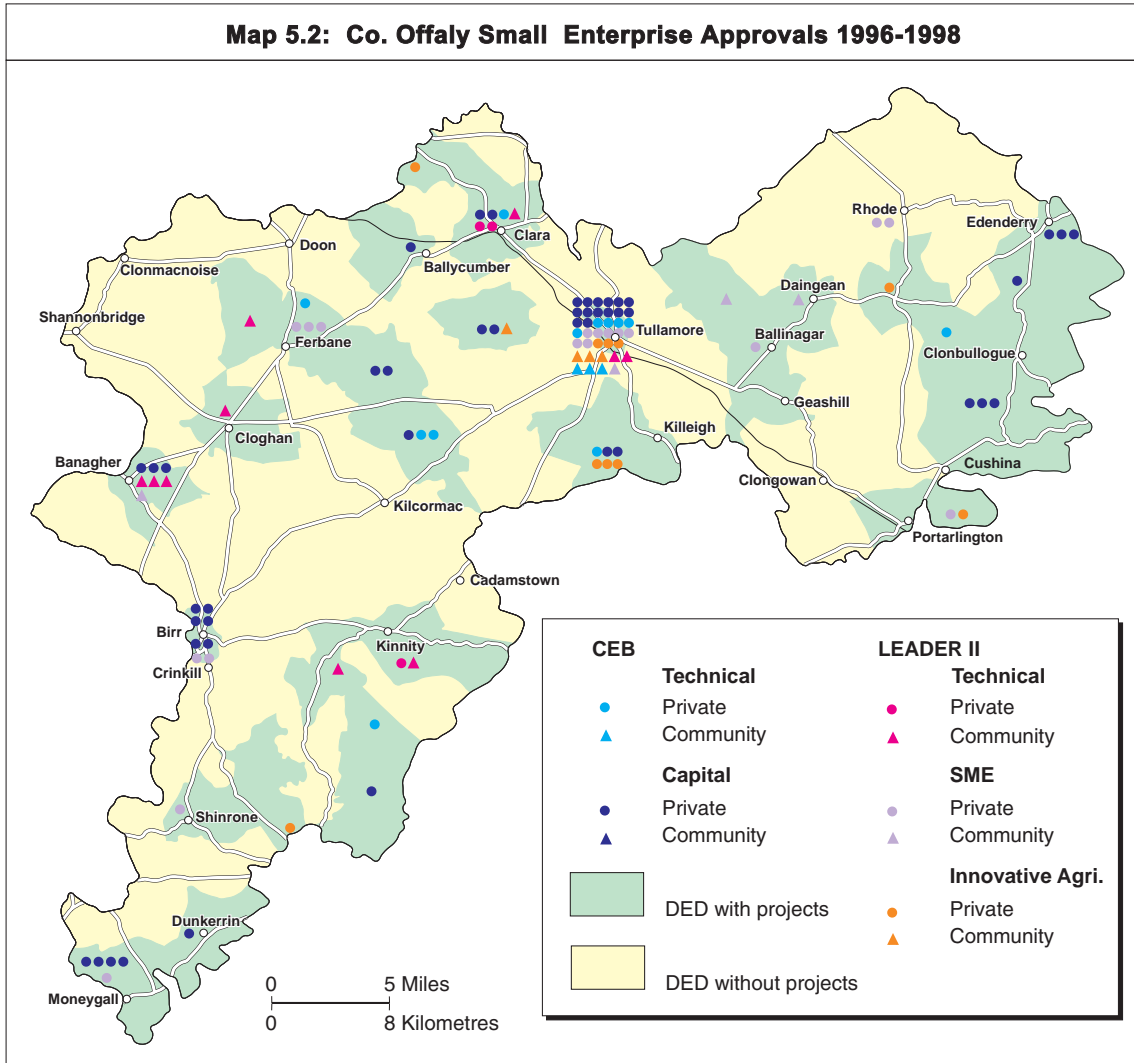 Map 5.2: Co. Offaly Small Enterprise Approvals 1996-1998
Rhode
Edenderry
Clara
Doon
Ballycumber
Clonmacnoise
Daingean
Shannonbridge
Tullamore
Ferbane
Ballinagar
Clonbullogue
Geashill
Cloghan
Killeigh
Banagher
Cushina
Clongowan
Kilcormac
Portarlington
Cadamstown
Birr
Kinnity
Crinkill
Shinrone
Dunkerrin
Moneygall
0 5 Miles
0 8 Kilometres
CEB
Technical
Private
Community
Capital
Private
Community
DED with projects
DED without projects
LEADER II
Technical
Private
Community
SME
Private
Community
Innovative Agri.
Private
Community